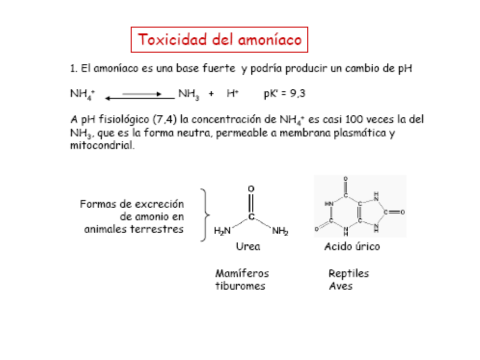 Toxicidad del amoníaco
1. El amoníaco es una base fuerte y podría producir un cambio de pH
NH₄⁺ NH₃ + H⁺ pK' = 9,3
A pH fisiológico (7,4) la concentración de NH₄⁺ es casi 100 veces la del
NH₃, que es la forma neutra, permeable a membrana plasmática y
mitocondrial.
Formas de excreción
de amonio en
animales terrestres
O
C
H₂N NH₂
O
HN C C N H
C O
O C N H C N H
Urea Acido úrico
Mamíferos Reptiles
tiburomes Aves